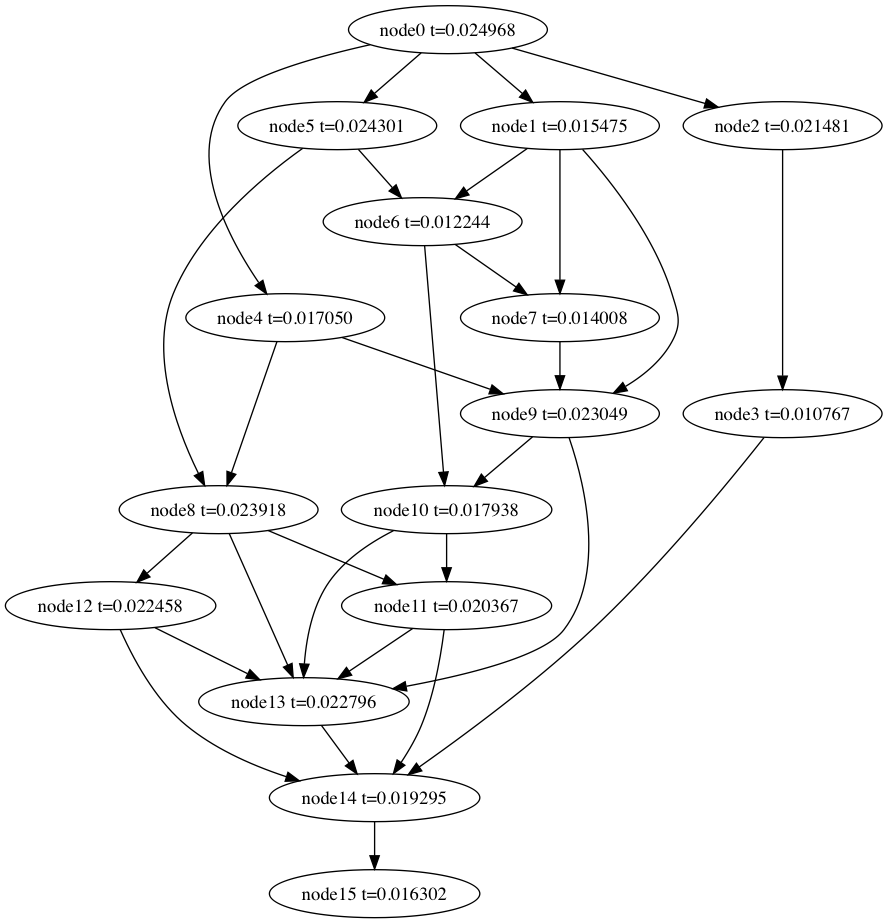 node0 t=0.024968
node5 t=0.024301
node1 t=0.015475
node2 t=0.021481
node6 t=0.012244
node4 t=0.017050
node7 t=0.014008
node9 t=0.023049
node3 t=0.010767
node8 t=0.023918
node10 t=0.017938
node12 t=0.022458
node11 t=0.020367
node13 t=0.022796
node14 t=0.019295
node15 t=0.016302